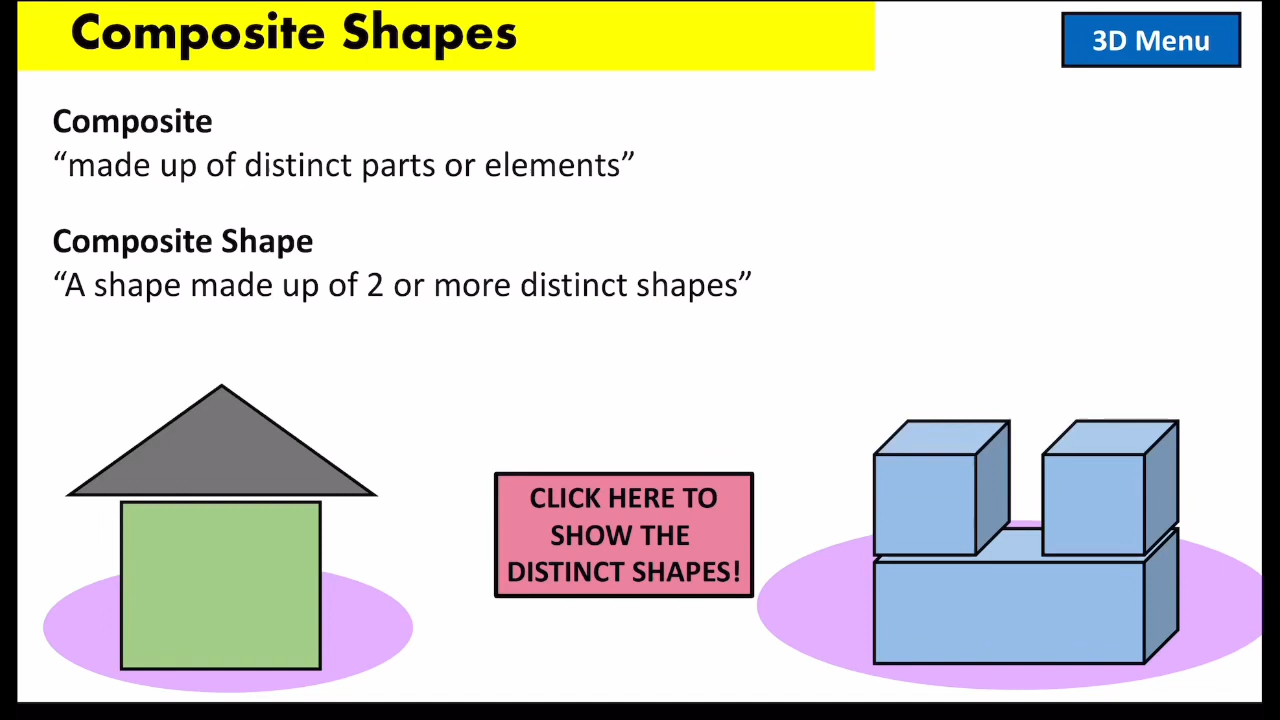 Composite Shapes
3D Menu
Composite
“made up of distinct parts or elements”
Composite Shape
“A shape made up of 2 or more distinct shapes”
CLICK HERE TO
SHOW THE
DISTINCT SHAPES!